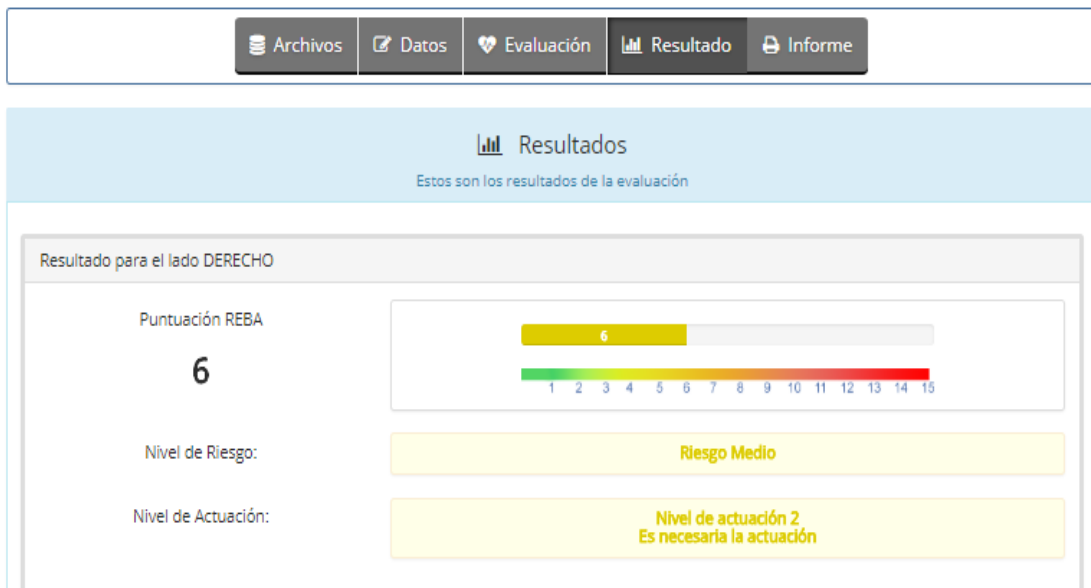 Archivos Datos Evaluación Resultado Informe
Resultados
Estos son los resultados de la evaluación
Resultado para el lado DERECHO
Puntuación REBA
6
6
1 2 3 4 5 6 7 8 9 10 11 12 13 14 15
Nivel de Riesgo:
Riesgo Medio
Nivel de Actuación:
Nivel de actuación 2
Es necesaria la actuación